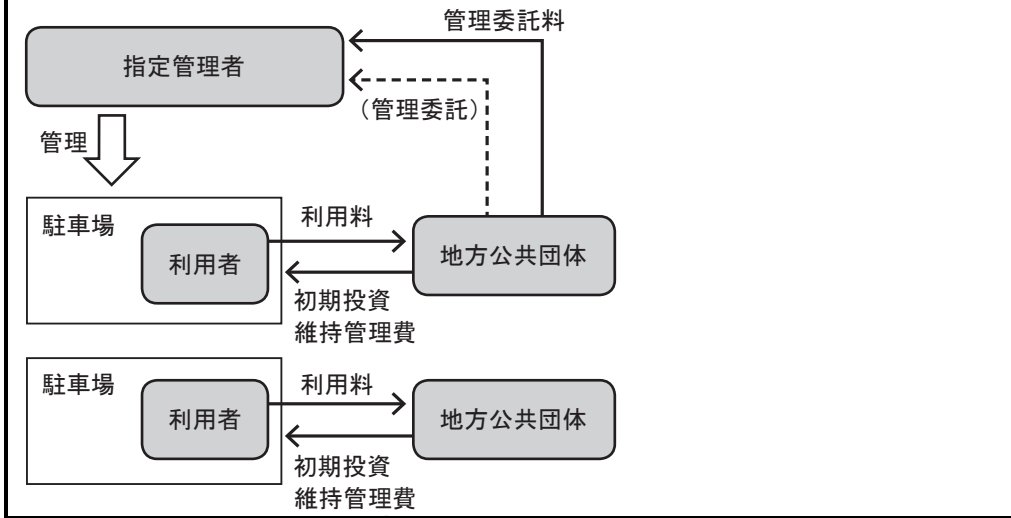 管理委託料
指定管理者
（管理委託）
管理
駐車場
利用料
利用者
地方公共団体
初期投資
維持管理費
駐車場
利用料
利用者
地方公共団体
初期投資
維持管理費